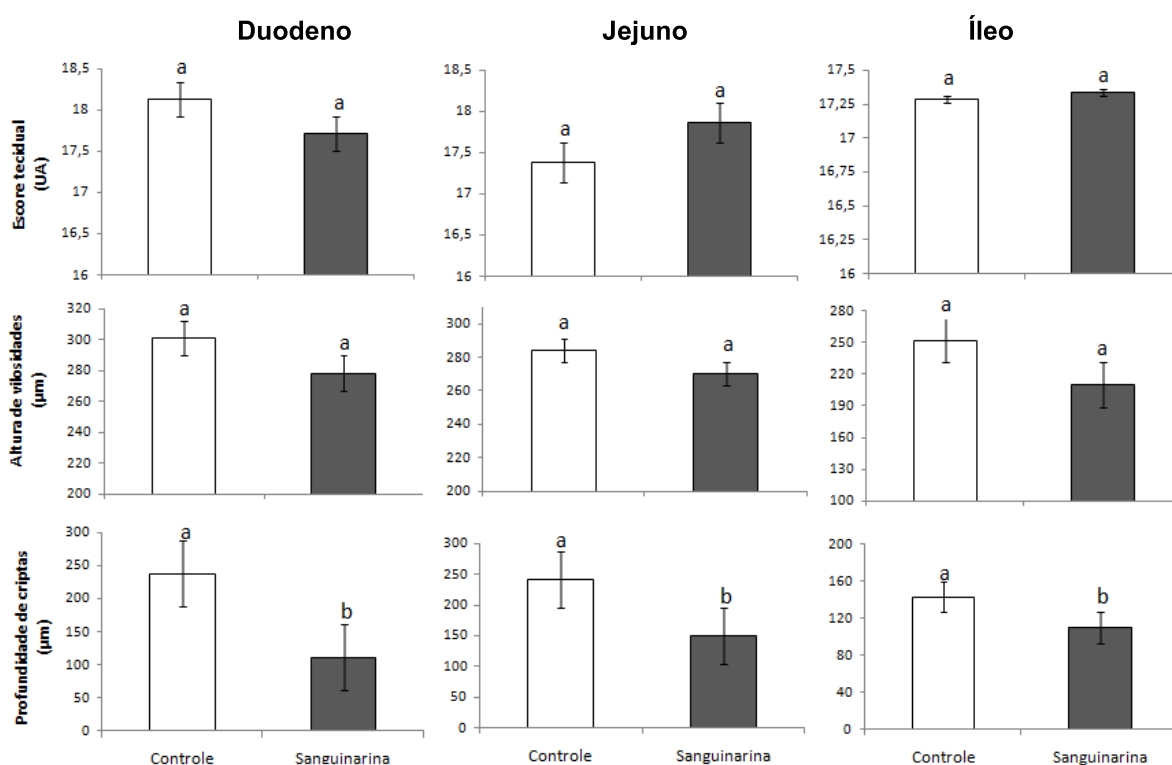 Duodeno Jejuno Íleo
Escore tecidual
(UA)
18,5
18
17,5
17
16,5
16
a
a
18,5
18
17,5
17
16,5
16
a
a
17,5
17,25
17
16,75
16,5
16,25
16
a
a
Altura de vilosidades
(µm)
320
300
280
260
240
220
200
a
a
300
280
260
240
220
200
a
a
280
250
220
190
160
130
100
a
a
Profundidade de criptas
(µm)
300
250
200
150
100
50
0
a
b
Controle Sanguinarina
300
250
200
150
100
50
0
a
b
Controle Sanguinarina
200
160
120
80
40
0
a
b
Controle Sanguinarina